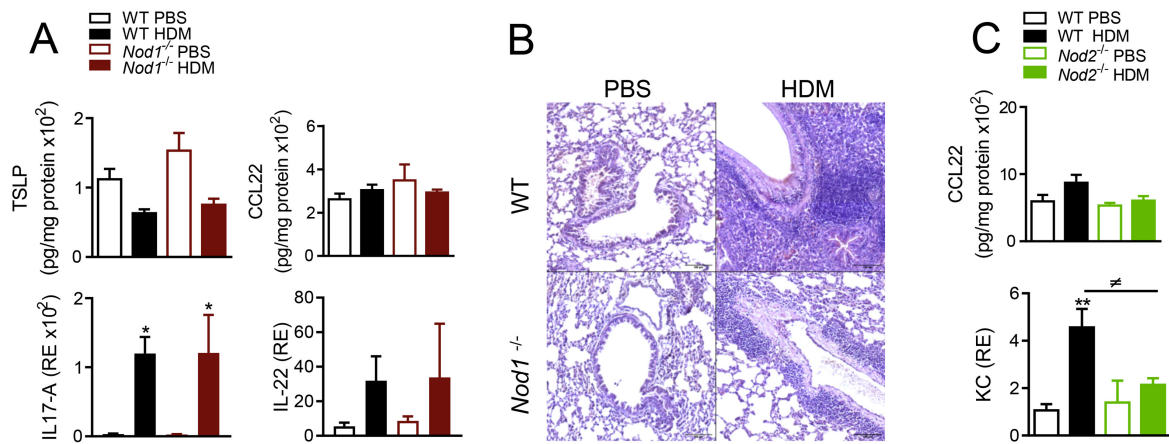 A
WT PBS
WT HDM
Nod1-/- PBS
Nod1-/- HDM
TSLP
(pg/mg protein x10²)
2
1
0
CCL22
(pg/mg protein x10²)
6
4
2
0
IL17-A (RE x10²)
2
1
0
*
*
IL-22 (RE)
80
60
40
20
0
B
PBS
HDM
WT
Nod1 -/-
C
WT PBS
WT HDM
Nod2-/- PBS
Nod2-/- HDM
CCL22
(pg/mg protein x10²)
20
10
0
KC (RE)
6
4
2
0
**
≠